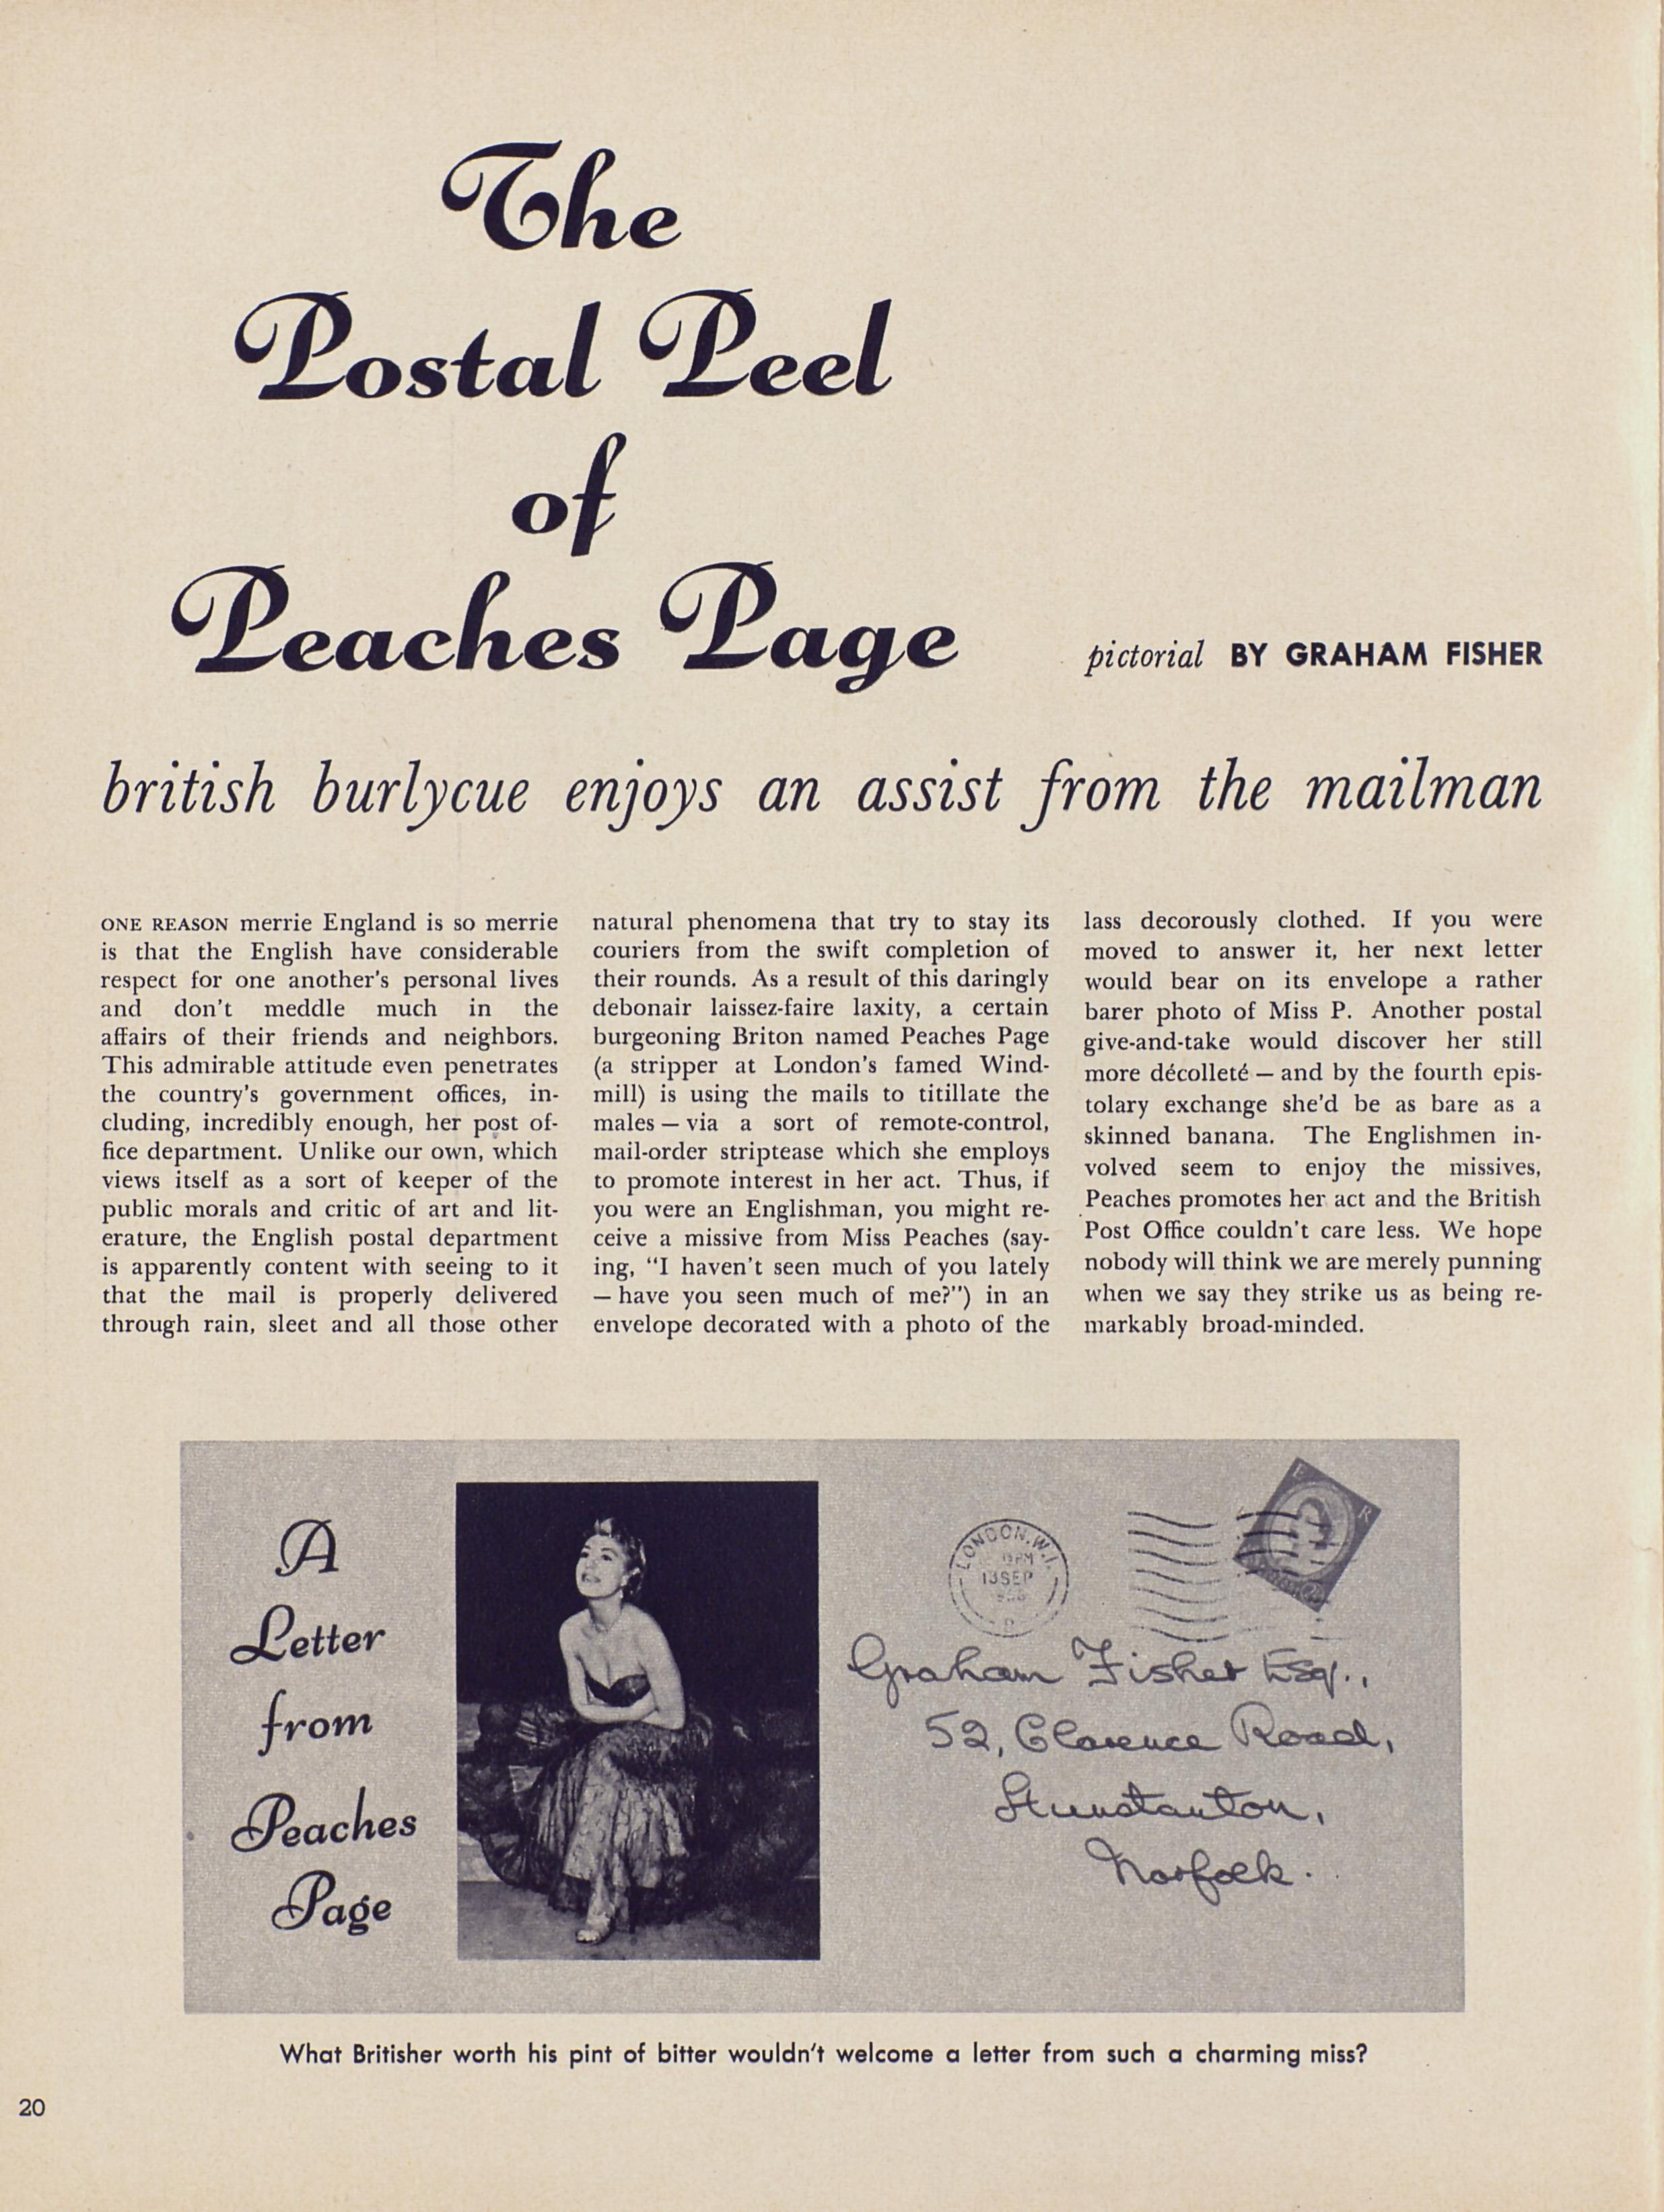 The
Postal Peel
of
Peaches Page
pictorial BY GRAHAM FISHER
british burlycue enjoys an assist from the mailman
ONE REASON merrie England is so merrie
is that the English have considerable
respect for one another's personal lives
and don't meddle much in the
affairs of their friends and neighbors.
This admirable attitude even penetrates
the country's government offices, in-
cluding, incredibly enough, her post of-
fice department. Unlike our own, which
views itself as a sort of keeper of the
public morals and critic of art and lit-
erature, the English postal department
is apparently content with seeing to it
that the mail is properly delivered
through rain, sleet and all those other
natural phenomena that try to stay its
couriers from the swift completion of
their rounds. As a result of this daringly
debonair laissez-faire laxity, a certain
burgeoning Briton named Peaches Page
(a stripper at London's famed Wind-
mill) is using the mails to titillate the
males — via a sort of remote-control,
mail-order striptease which she employs
to promote interest in her act. Thus, if
you were an Englishman, you might re-
ceive a missive from Miss Peaches (say-
ing, "I haven't seen much of you lately
— have you seen much of me?") in an
envelope decorated with a photo of the
lass decorously clothed. If you were
moved to answer it, her next letter
would bear on its envelope a rather
barer photo of Miss P. Another postal
give-and-take would discover her still
more décolleté — and by the fourth epis-
tolary exchange she'd be as bare as a
skinned banana. The Englishmen in-
volved seem to enjoy the missives,
Peaches promotes her act and the British
Post Office couldn't care less. We hope
nobody will think we are merely punning
when we say they strike us as being re-
markably broad-minded.
A
Letter
from
Peaches
Page
LONDON. W.1.
13 SEP
E R
Graham Fisher Esq.,
52, Clarence Road,
Hunstanton,
Norfolk.
What Britisher worth his pint of bitter wouldn't welcome a letter from such a charming miss?
20